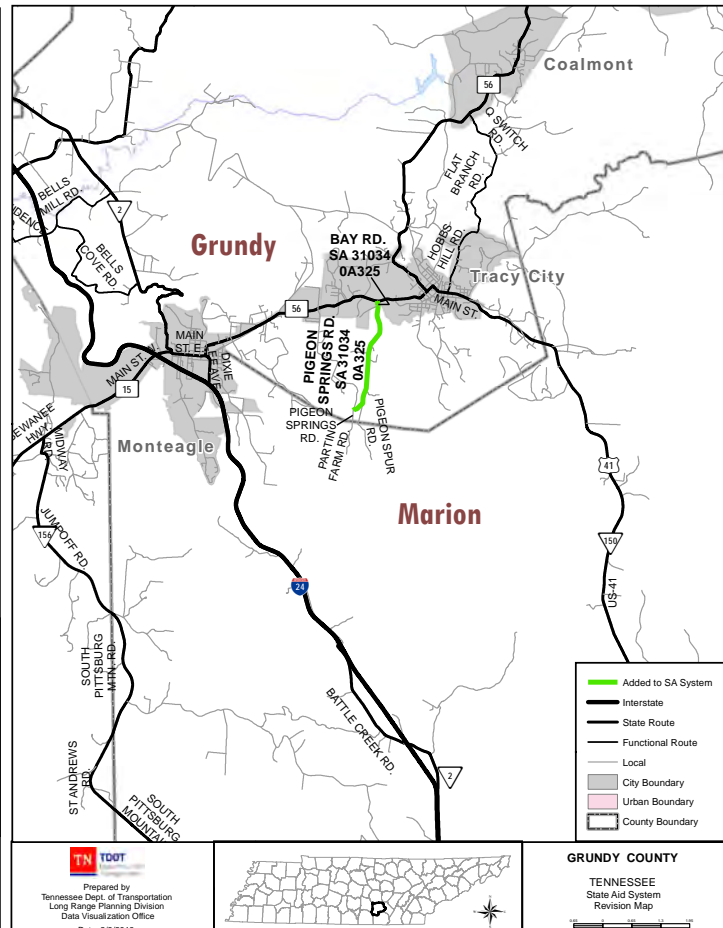 Coalmont
56
Q SWITCH
RD.
FLAT
BRANCH
RD.
BELLS
MILL RD.
2
BELLS
COVE RD.
Grundy
BAY RD.
SA 31034
0A325
HOBBS
HILL RD.
Tracy City
MAIN ST.
56
MAIN
ST. E.
MAIN ST. W.
DIXIE
LEE AVE
PIGEON
SPRINGS RD.
SA 31034
0A325
15
SEWANEE
HWY
MIDWAY
RD.
Monteagle
PIGEON
SPRINGS
RD.
PARTIN
FARM RD.
PIGEON SPUR
RD.
Marion
41
150
US-41
156
JUMPOFF RD.
24
SOUTH
PITTSBURG
MTN. RD.
BATTLE CREEK RD.
2
ST ANDREWS
RD.
SOUTH
PITTSBURG
Added to SA System
Interstate
State Route
Functional Route
Local
City Boundary
Urban Boundary
County Boundary
TN TDOT
Prepared by
Tennessee Dept. of Transportation
Long Range Planning Division
Data Visualization Office
GRUNDY COUNTY
TENNESSEE
State Aid System
Revision Map